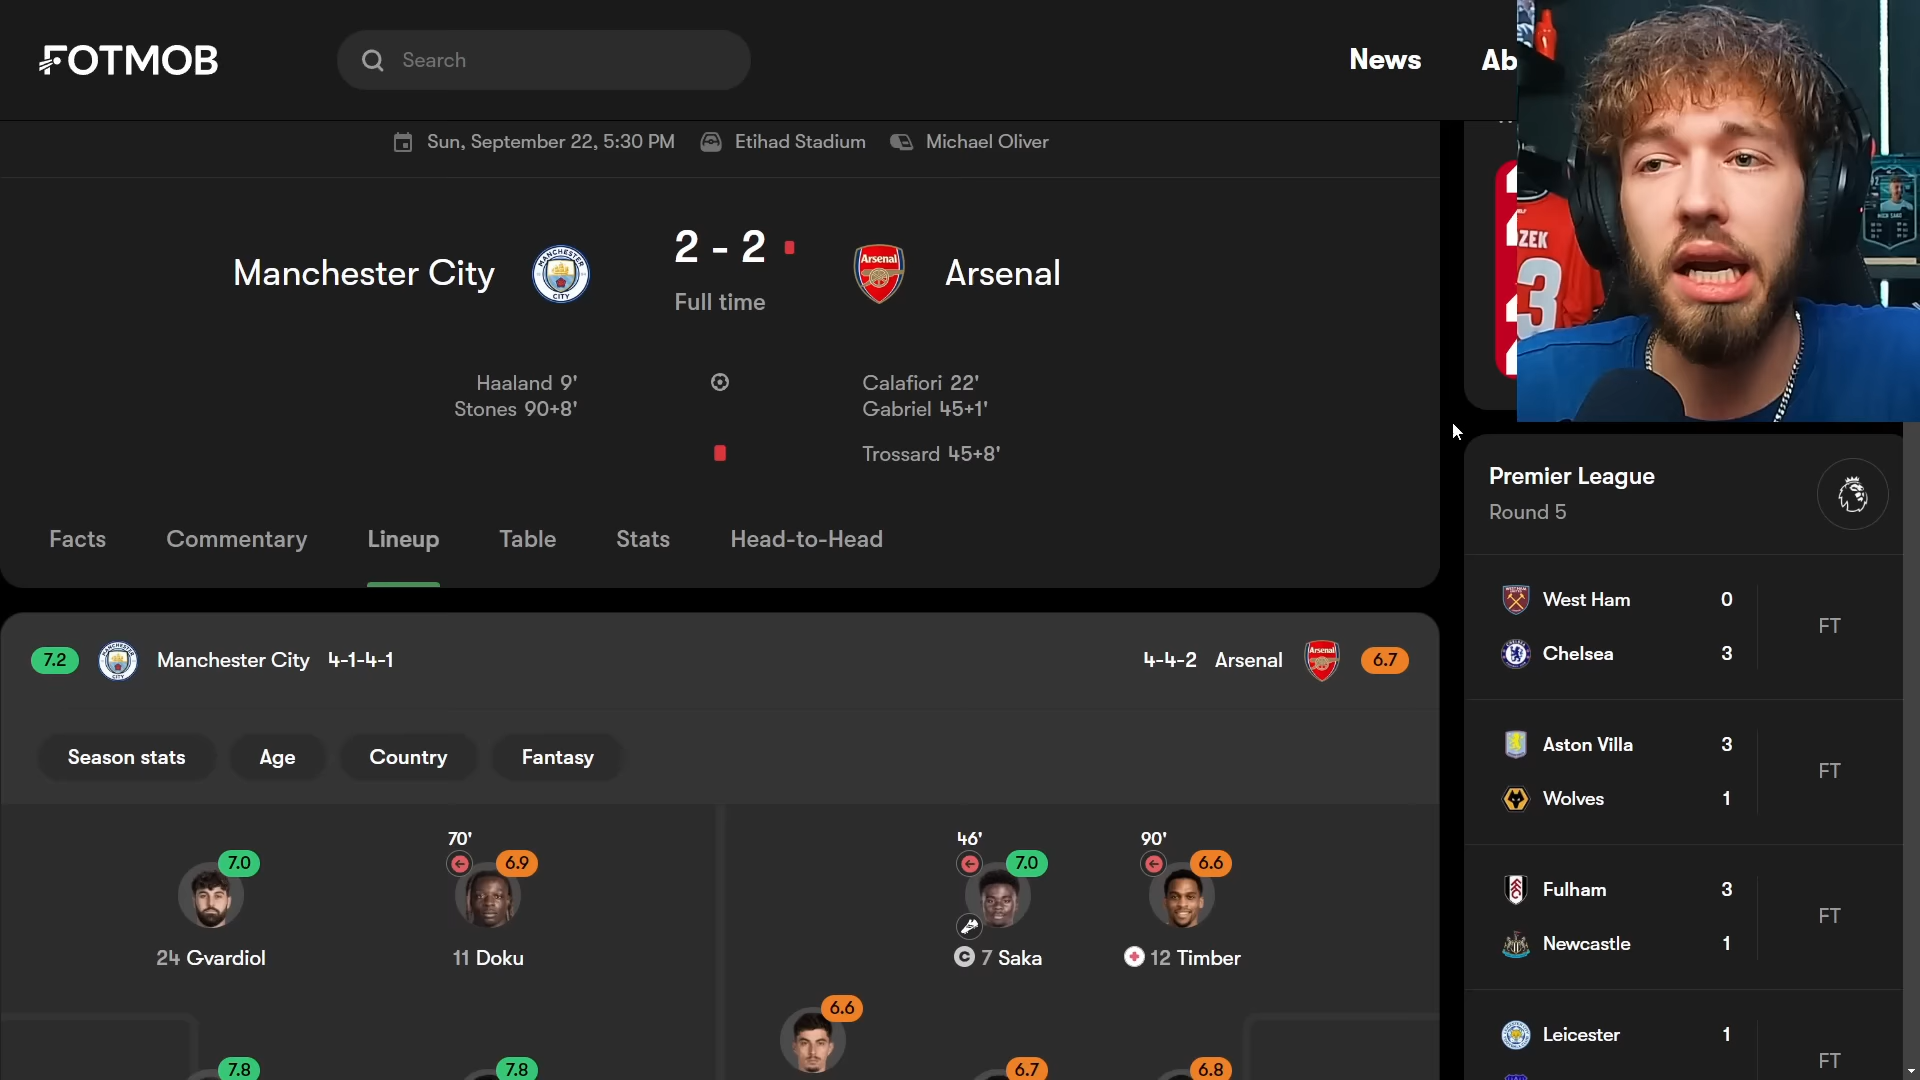 FOTMOB
Search
News
Ab
Sun, September 22, 5:30 PM
Etihad Stadium
Michael Oliver
Manchester City
2 - 2
Arsenal
Full time
Haaland 9'
Stones 90+8'
Calafiori 22'
Gabriel 45+1'
Trossard 45+8'
Facts
Commentary
Lineup
Table
Stats
Head-to-Head
7.2
Manchester City 4-1-4-1
4-4-2 Arsenal
6.7
Season stats
Age
Country
Fantasy
7.0
24 Gvardiol
70'
6.9
11 Doku
46'
7.0
C 7 Saka
90'
6.6
12 Timber
6.6
7.8
7.8
6.7
6.8
ZEK
3
Premier League
Round 5
West Ham 0
Chelsea 3
FT
Aston Villa 3
Wolves 1
FT
Fulham 3
Newcastle 1
FT
Leicester 1
FT